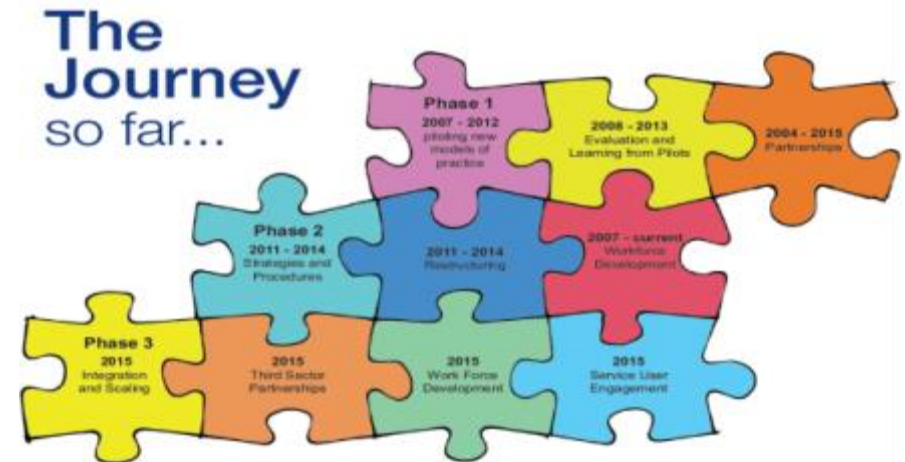 The
Journey
so far...
Phase 1
2007 - 2012
piloting new
models of
practice
2008 - 2013
Evaluation and
Learning from Pilots
2004 - 2015
Partnerships
Phase 2
2011 - 2014
Strategies and
Procedures
2011 - 2014
Restructuring
2007 - current
Workforce
Development
Phase 3
2015
Integration
and Scaling
2015
Third Sector
Partnerships
2015
Work Force
Development
2015
Service User
Engagement